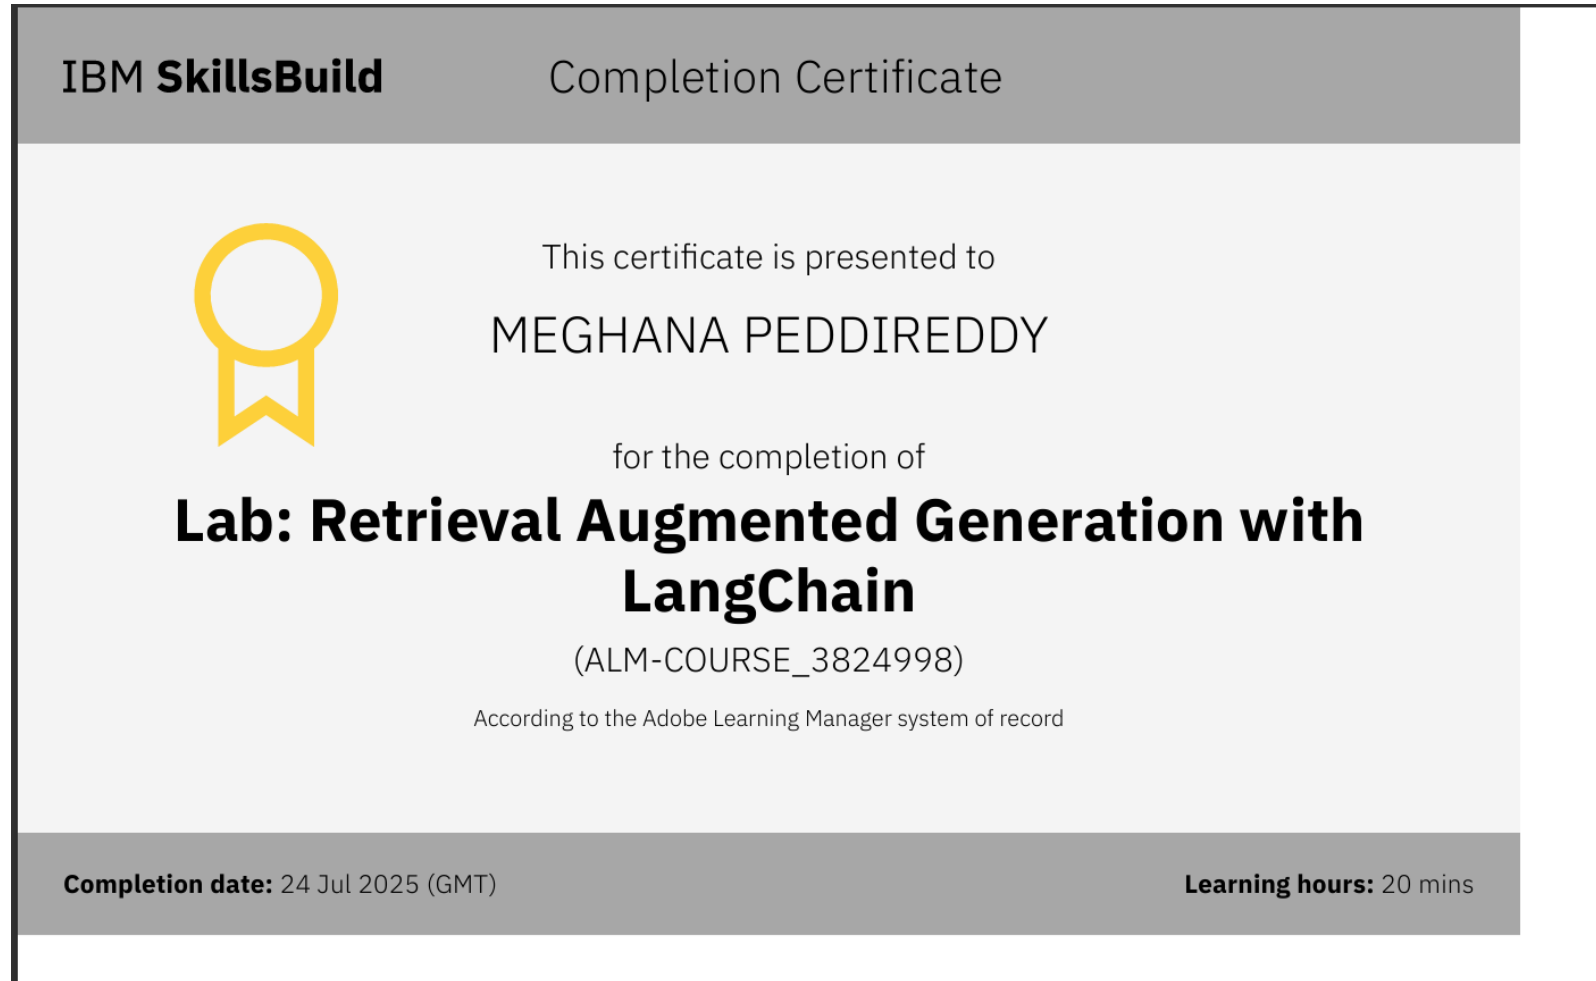 IBM SkillsBuild
Completion Certificate
This certificate is presented to
MEGHANA PEDDIREDDY
for the completion of
Lab: Retrieval Augmented Generation with
LangChain
(ALM-COURSE_3824998)
According to the Adobe Learning Manager system of record
Completion date: 24 Jul 2025 (GMT)
Learning hours: 20 mins